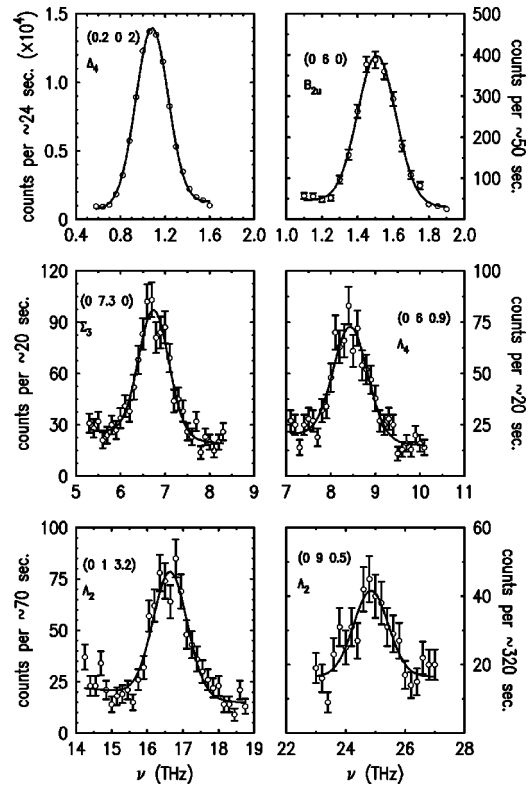 counts per ~24 sec. (×10⁴)
1.5
1.0
0.5
0
(0.2 0 2)
Δ₄
0.4 0.8 1.2 1.6 2.0
(0 6 0)
B₂ᵤ
500
400
300
200
100
counts per ~50 sec.
1.0 1.2 1.4 1.6 1.8 2.0
counts per ~20 sec.
120
90
60
30
0
(0 7.3 0)
Σ₃
5 6 7 8 9
(0 6 0.9)
Λ₄
100
75
50
25
0
counts per ~20 sec.
7 8 9 10 11
counts per ~70 sec.
100
75
50
25
0
(0 1 3.2)
Λ₂
14 15 16 17 18 19
ν (THz)
(0 9 0.5)
Λ₂
60
40
20
0
counts per ~320 sec.
22 24 26 28
ν (THz)